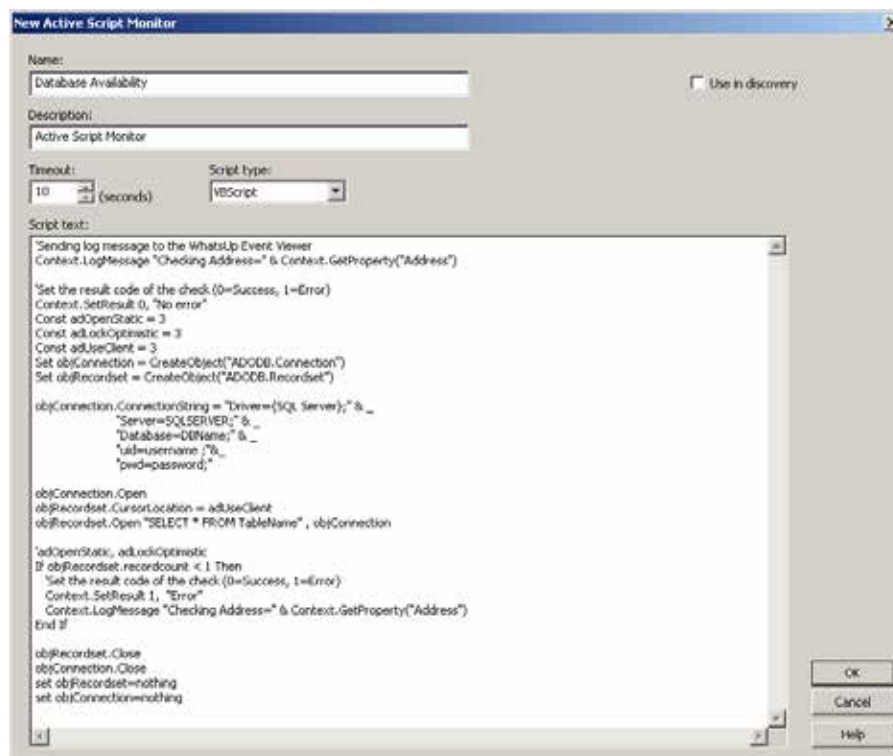 New Active Script Monitor
Name:
Database Availability
Use in discovery
Description:
Active Script Monitor
Timeout:
Script type:
10
(seconds)
VBScript
Script text:
'Sending log message to the WhatsUp Event Viewer
Context.LogMessage "Checking Address=" & Context.GetProperty("Address")
'Set the result code of the check (0=Success, 1=Error)
Context.SetResult 0, "No error"
Const adOpenStatic = 3
Const adLockOptimistic = 3
Const adUseClient = 3
Set objConnection = CreateObject("ADODB.Connection")
Set objRecordset = CreateObject("ADODB.Recordset")
objConnection.ConnectionString = "Driver={SQL Server};" & _
"Server=SQLSERVER;" & _
"Database=DBName;" & _
"uid=username ;"&_
"pwd=password;"
objConnection.Open
objRecordset.CursorLocation = adUseClient
objRecordset.Open "SELECT * FROM TableName" , objConnection
'adOpenStatic, adLockOptimistic
If objRecordset.recordcount < 1 Then
'Set the result code of the check (0=Success, 1=Error)
Context.SetResult 1, "Error"
Context.LogMessage "Checking Address=" & Context.GetProperty("Address")
End If
objRecordset.Close
objConnection.Close
set objRecordset=nothing
set objConnection=nothing
OK
Cancel
Help